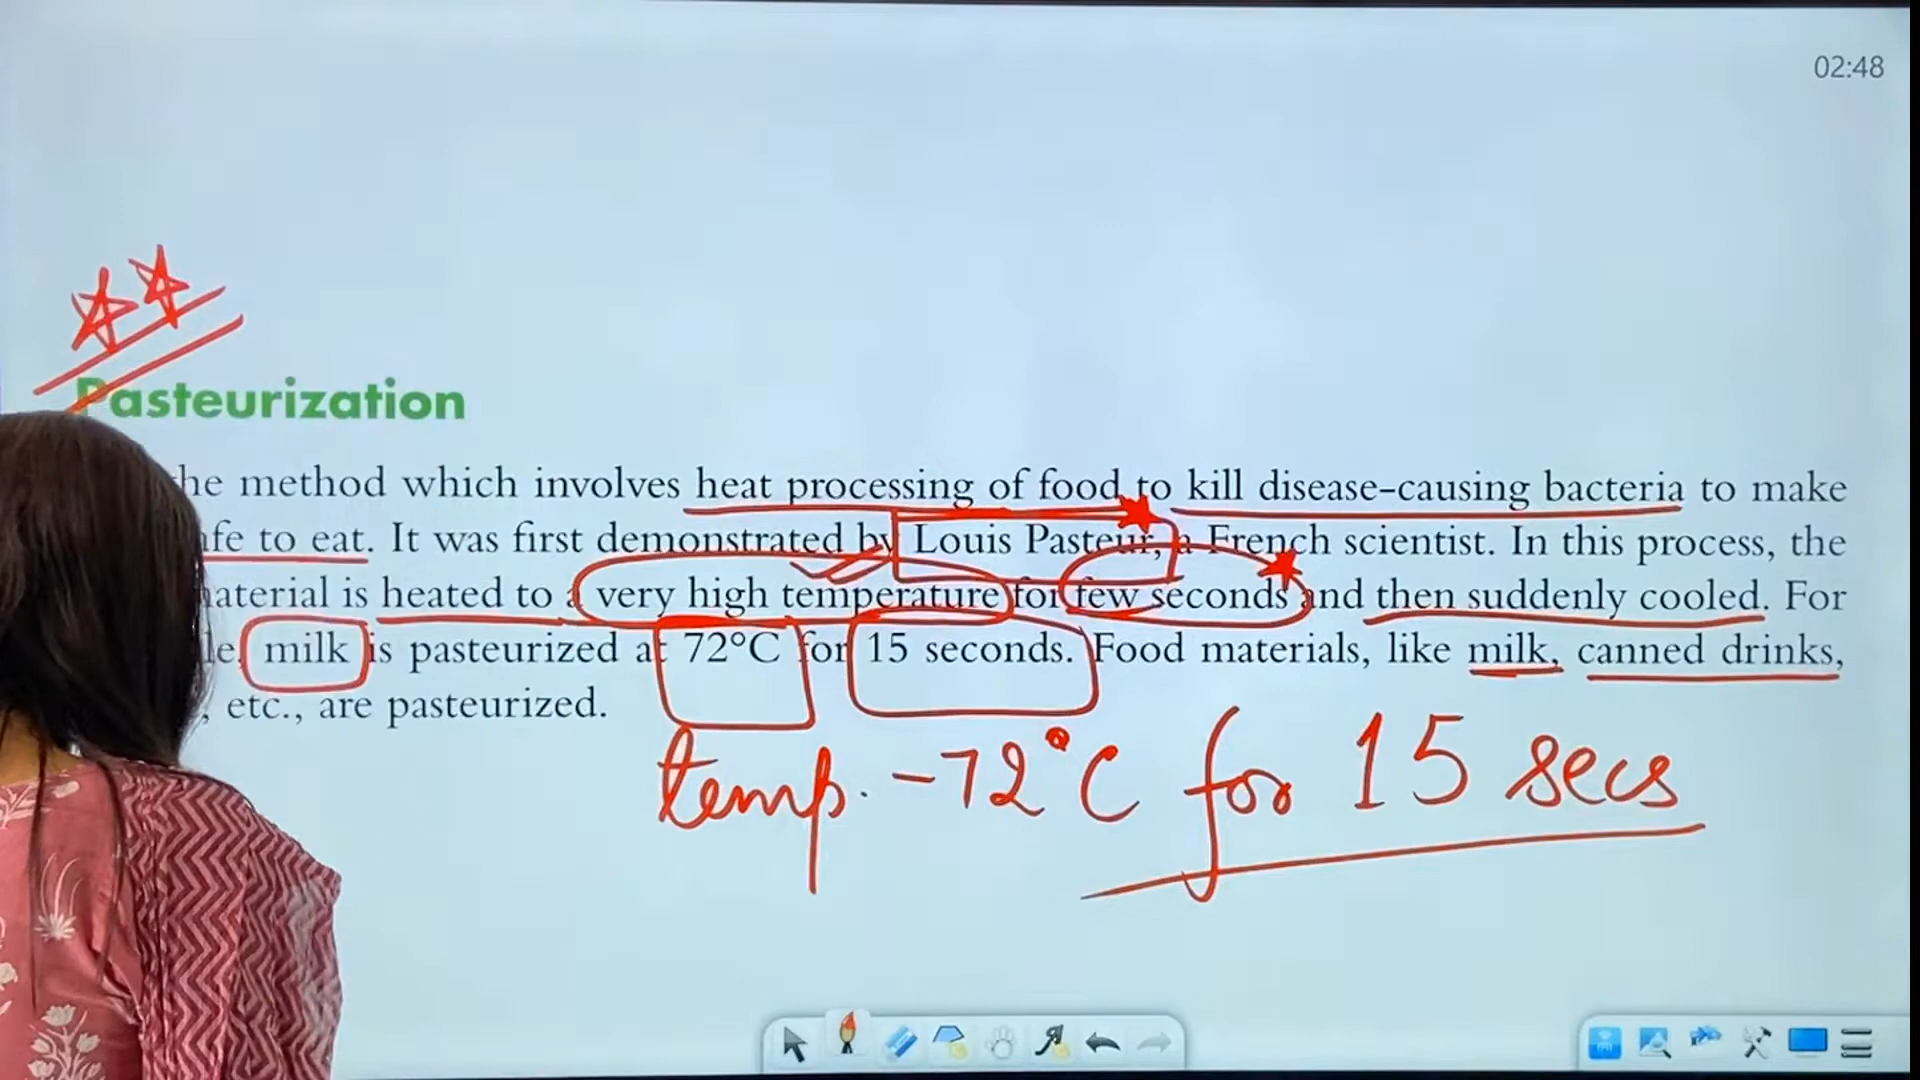 02:48
Pasteurization
he method which involves heat processing of food to kill disease-causing bacteria to make
afe to eat. It was first demonstrated by Louis Pasteur, a French scientist. In this process, the
material is heated to a very high temperature for few seconds and then suddenly cooled. For
le, milk is pasteurized at 72°C for 15 seconds. Food materials, like milk, canned drinks,
, etc., are pasteurized.
temp. -72°C for 15 secs